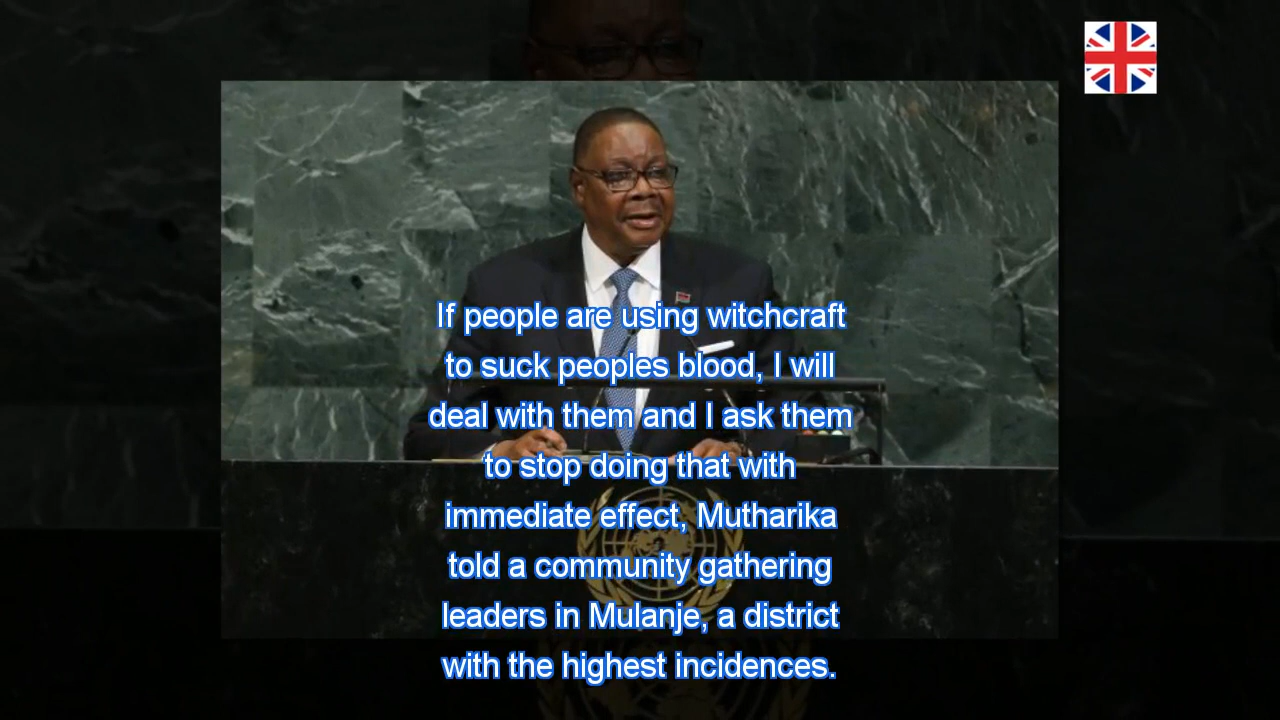 If people are using witchcraft
to suck peoples blood, I will
deal with them and I ask them
to stop doing that with
immediate effect, Mutharika
told a community gathering
leaders in Mulanje, a district
with the highest incidences.